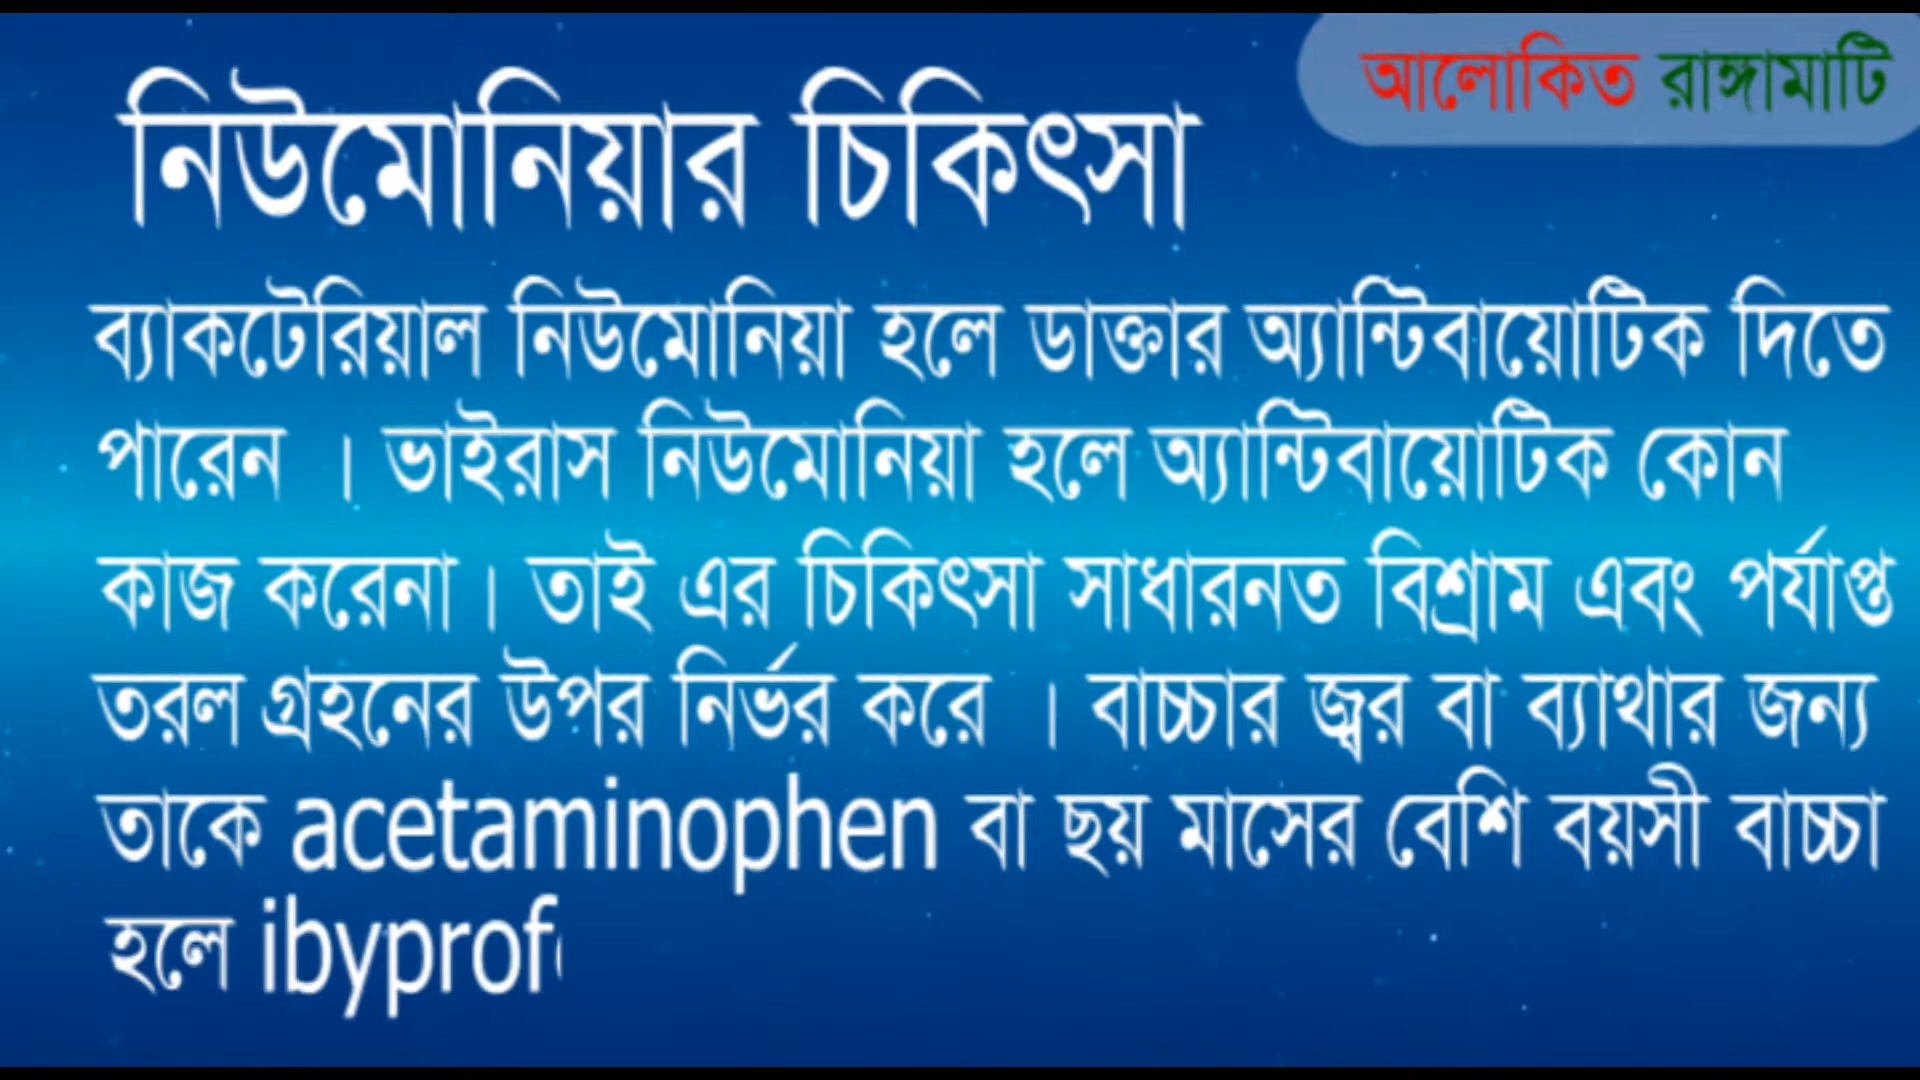 আলোকিত রাঙ্গামাটি
নিউমোনিয়ার চিকিৎসা
ব্যাকটেরিয়াল নিউমোনিয়া হলে ডাক্তার অ্যান্টিবায়োটিক দিতে
পারেন । ভাইরাস নিউমোনিয়া হলে অ্যান্টিবায়োটিক কোন
কাজ করেনা । তাই এর চিকিৎসা সাধারনত বিশ্রাম এবং পর্যাপ্ত
তরল গ্রহনের উপর নির্ভর করে । বাচ্চার জ্বর বা ব্যাথার জন্য
তাকে acetaminophen বা ছয় মাসের বেশি বয়সী বাচ্চা
হলে ibyprof